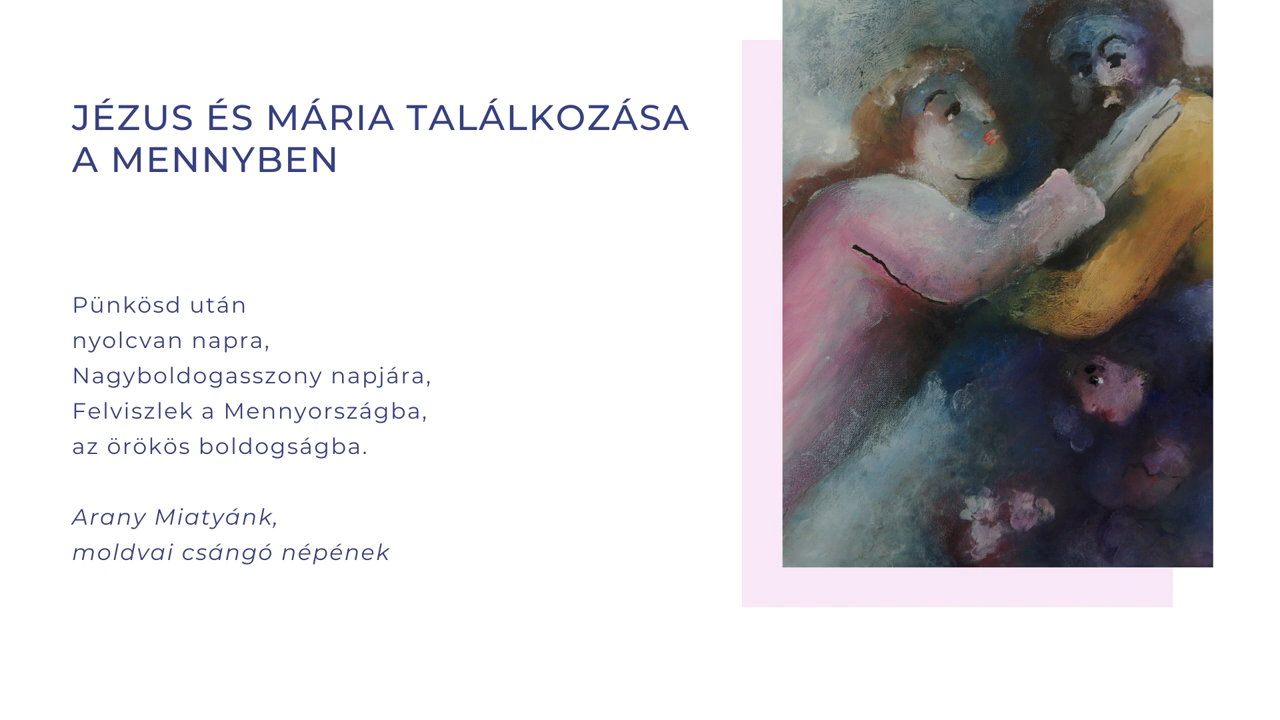 JÉZUS ÉS MÁRIA TALÁLKOZÁSA
A MENNYBEN
Pünkösd után
nyolcvan napra,
Nagyboldogasszony napjára,
Felviszlek a Mennyországba,
az örökös boldogságba.
Arany Miatyánk,
moldvai csángó népének